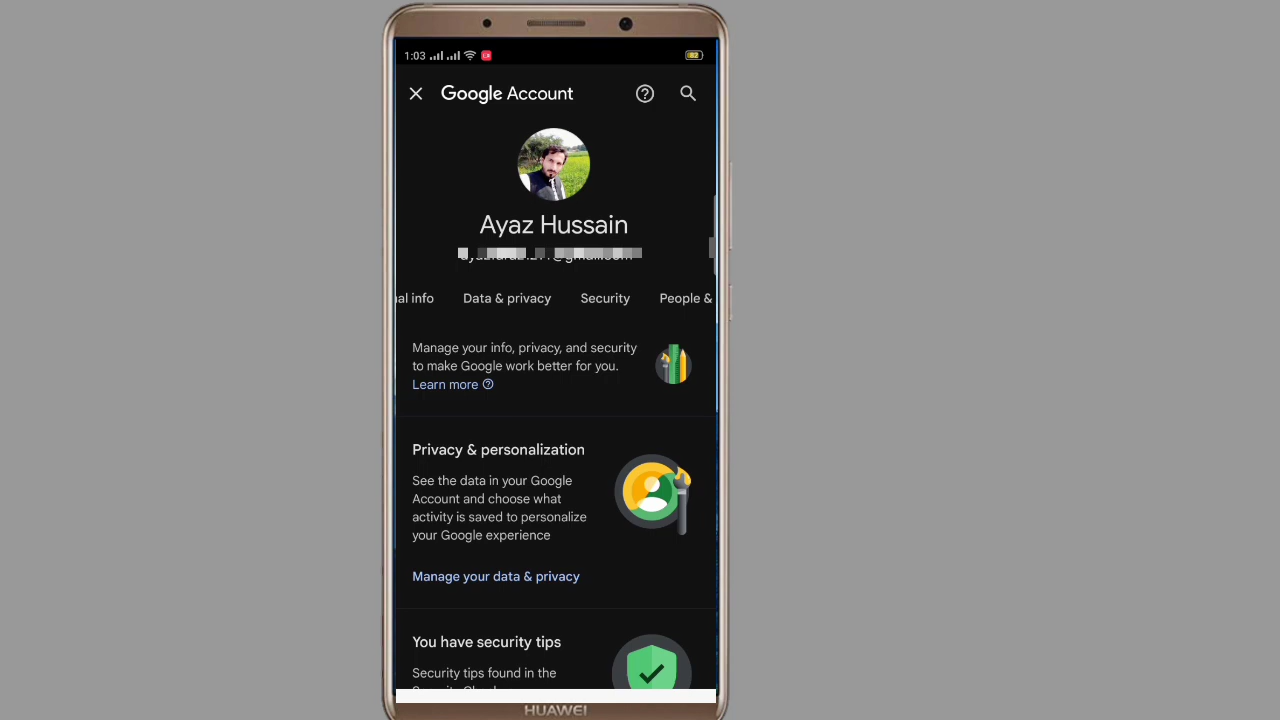 1:03
Google Account
Ayaz Hussain
al info Data & privacy Security People &
Manage your info, privacy, and security
to make Google work better for you.
Learn more
Privacy & personalization
See the data in your Google
Account and choose what
activity is saved to personalize
your Google experience
Manage your data & privacy
You have security tips
Security tips found in the
HUAWEI